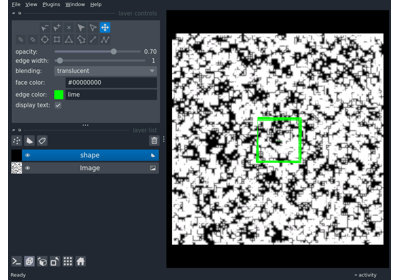 File View Plugins Window Help
layer controls
opacity: 0.70
edge width: 1
blending: translucent
face color: #00000000
edge color: lime
display text:
layer list
shape
Image
Ready
activity